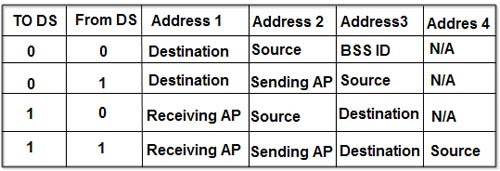 TO DS From DS Address 1 Address 2 Address3 Addres 4
0 0 Destination Source BSS ID N/A
0 1 Destination Sending AP Source N/A
1 0 Receiving AP Source Destination N/A
1 1 Receiving AP Sending AP Destination Source